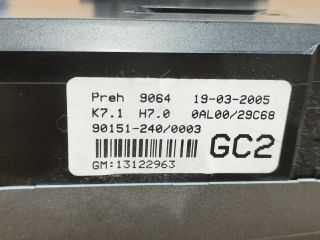 Preh 9064 19-03-2005
K7.1 H7.0 0AL00/29C68
90151-240/0003
GC2
GM:13122963